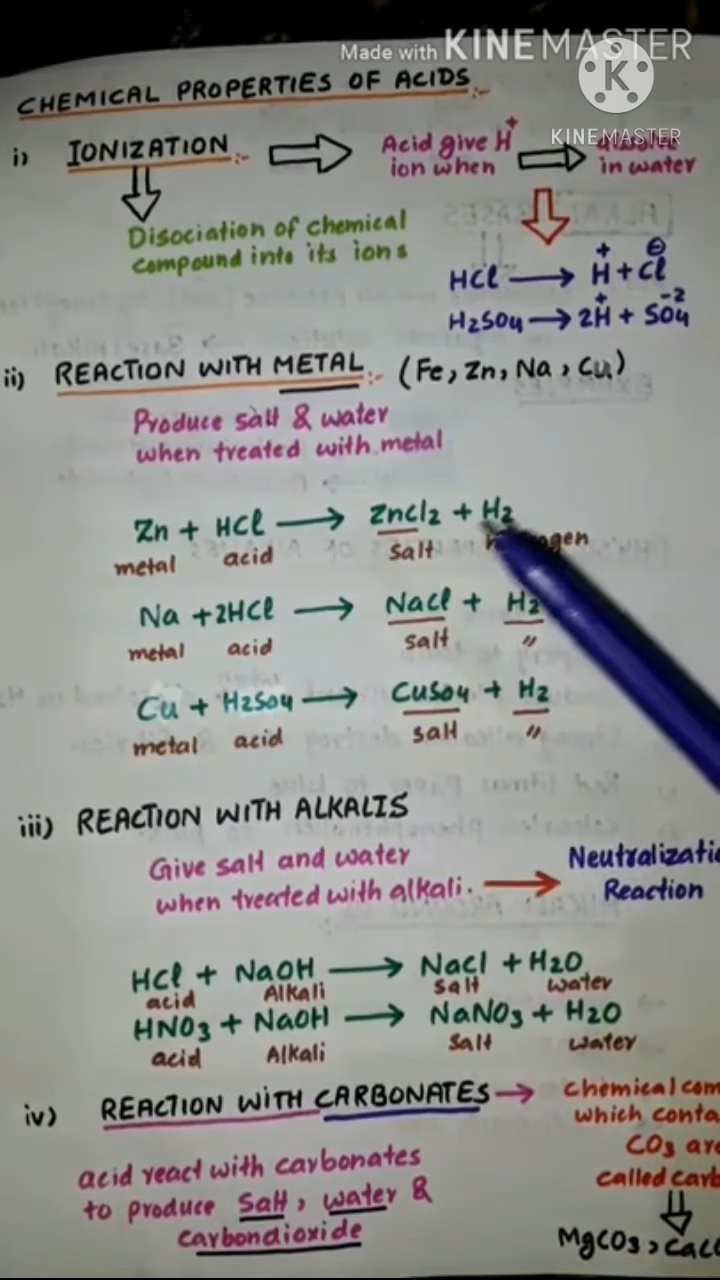 Made with KINEMASTER
K
KINEMASTER
CHEMICAL PROPERTIES OF ACIDS:-
i) IONIZATION:- ⇒ Acid give H⁺ ion when ⇒ in water
Disociation of chemical
compound into its ions
HCl → H⁺ + Cl⊖
H₂SO₄ → 2H⁺ + SO₄⁻²
ii) REACTION WITH METAL:- (Fe, Zn, Na, Cu)
Produce salt & water
when treated with metal
Zn + HCl → ZnCl₂ + H₂
metal acid salt
Na + 2HCl → NaCl + H₂
metal acid salt "
Cu + H₂SO₄ → CuSO₄ + H₂
metal acid salt "
iii) REACTION WITH ALKALIS
Give salt and water
when treated with alkali. → Neutralizatio
Reaction
HCl + NaOH → NaCl + H₂O
acid Alkali salt water
HNO₃ + NaOH → NaNO₃ + H₂O
acid Alkali salt water
iv) REACTION WITH CARBONATES → Chemical com
which conta
CO₃ are
called carb
acid react with carbonates
to produce salt, water &
carbondioxide
MgCO₃, CaC